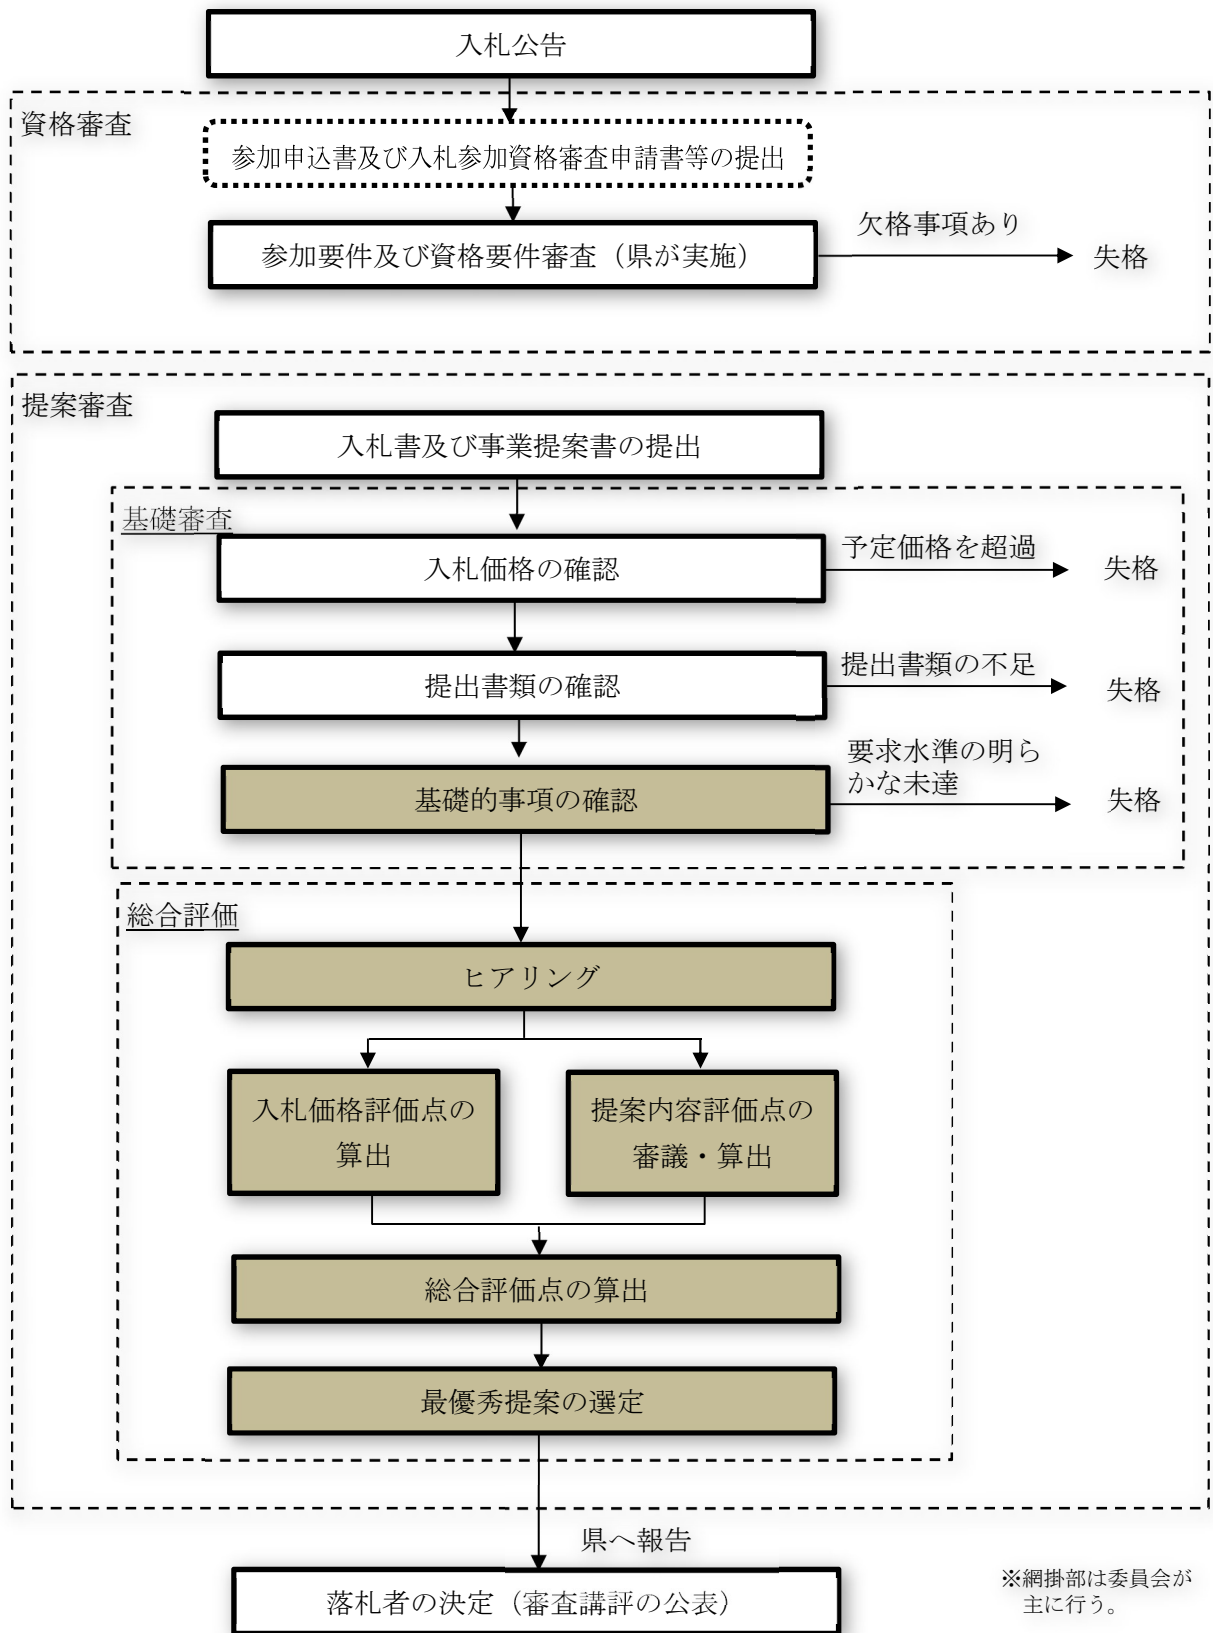 入札公告
資格審査
参加申込書及び入札参加資格審査申請書等の提出
参加要件及び資格要件審査（県が実施）
欠格事項あり
失格
提案審査
入札書及び事業提案書の提出
基礎審査
入札価格の確認
予定価格を超過
失格
提出書類の確認
提出書類の不足
失格
基礎的事項の確認
要求水準の明ら
かな未達
失格
総合評価
ヒアリング
入札価格評価点の
算出
提案内容評価点の
審議・算出
総合評価点の算出
最優秀提案の選定
県へ報告
落札者の決定（審査講評の公表）
※網掛部は委員会が
主に行う。